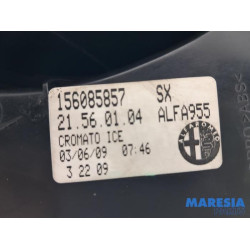 156085857 SX
21.56.01.04 ALFA955
CROMATO ICE
03/06/09 07:46
3 22 09
MARESIA